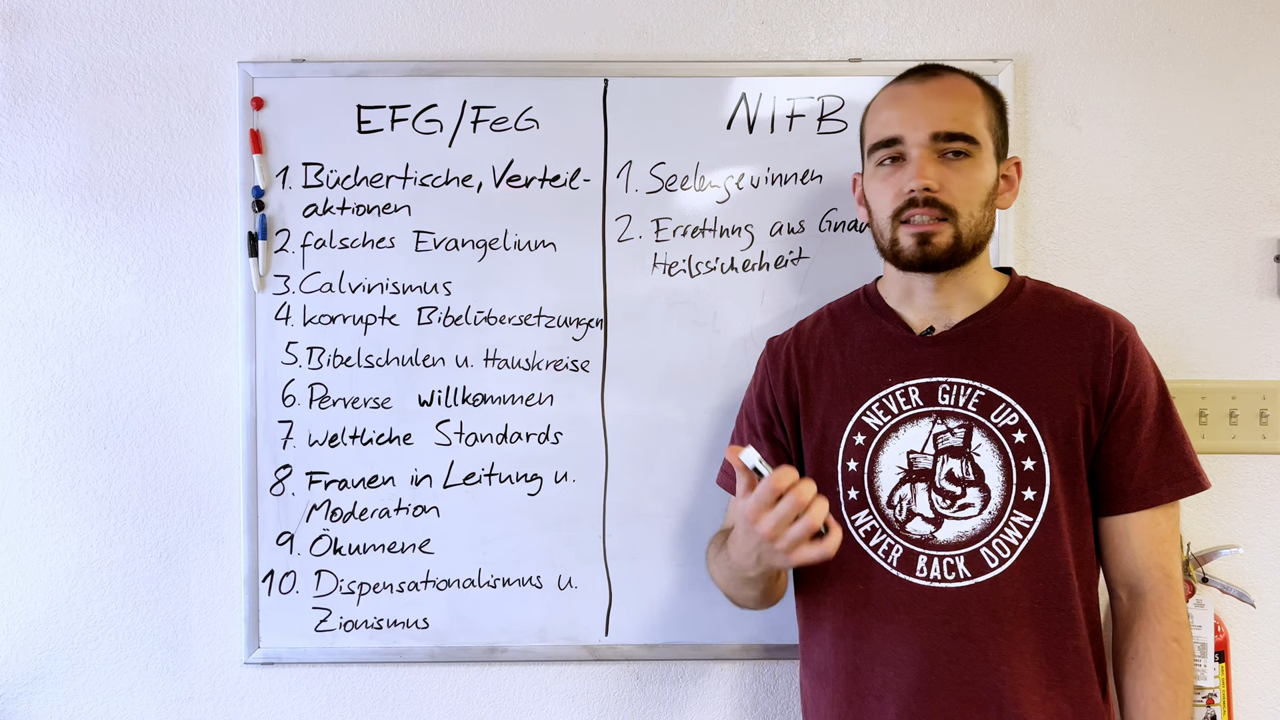 EFG/FeG
1. Büchertische, Verteil-
aktionen
2. falsches Evangelium
3. Calvinismus
4. korrupte Bibelübersetzungen
5. Bibelschulen u. Hauskreise
6. Perverse willkommen
7. weltliche Standards
8. Frauen in Leitung u.
Moderation
9. Ökumene
10. Dispensationalismus u.
Zionismus
NIFB
1. Seelengewinnen
2. Errettung aus
Heilssicherheit
NEVER GIVE UP
NEVER BACK DOWN